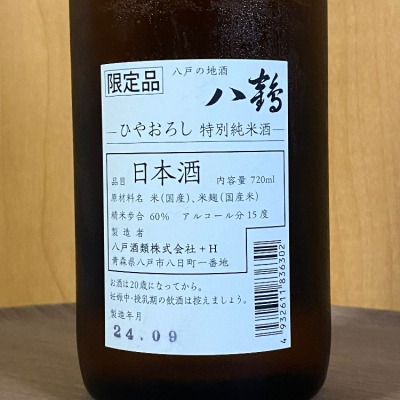 限定品
八戸の地酒
八鶴
—ひやおろし 特別純米酒—
品目 日本酒 内容量 720ml
原材料名 米(国産)、米麹(国産米)
精米歩合 60% アルコール分 15度
製造者
八戸酒類株式会社+H
青森県八戸市八日町一番地
お酒は20歳になってから。
妊娠中・授乳期の飲酒は控えましょう。
製造年月
24.09
4932611836302